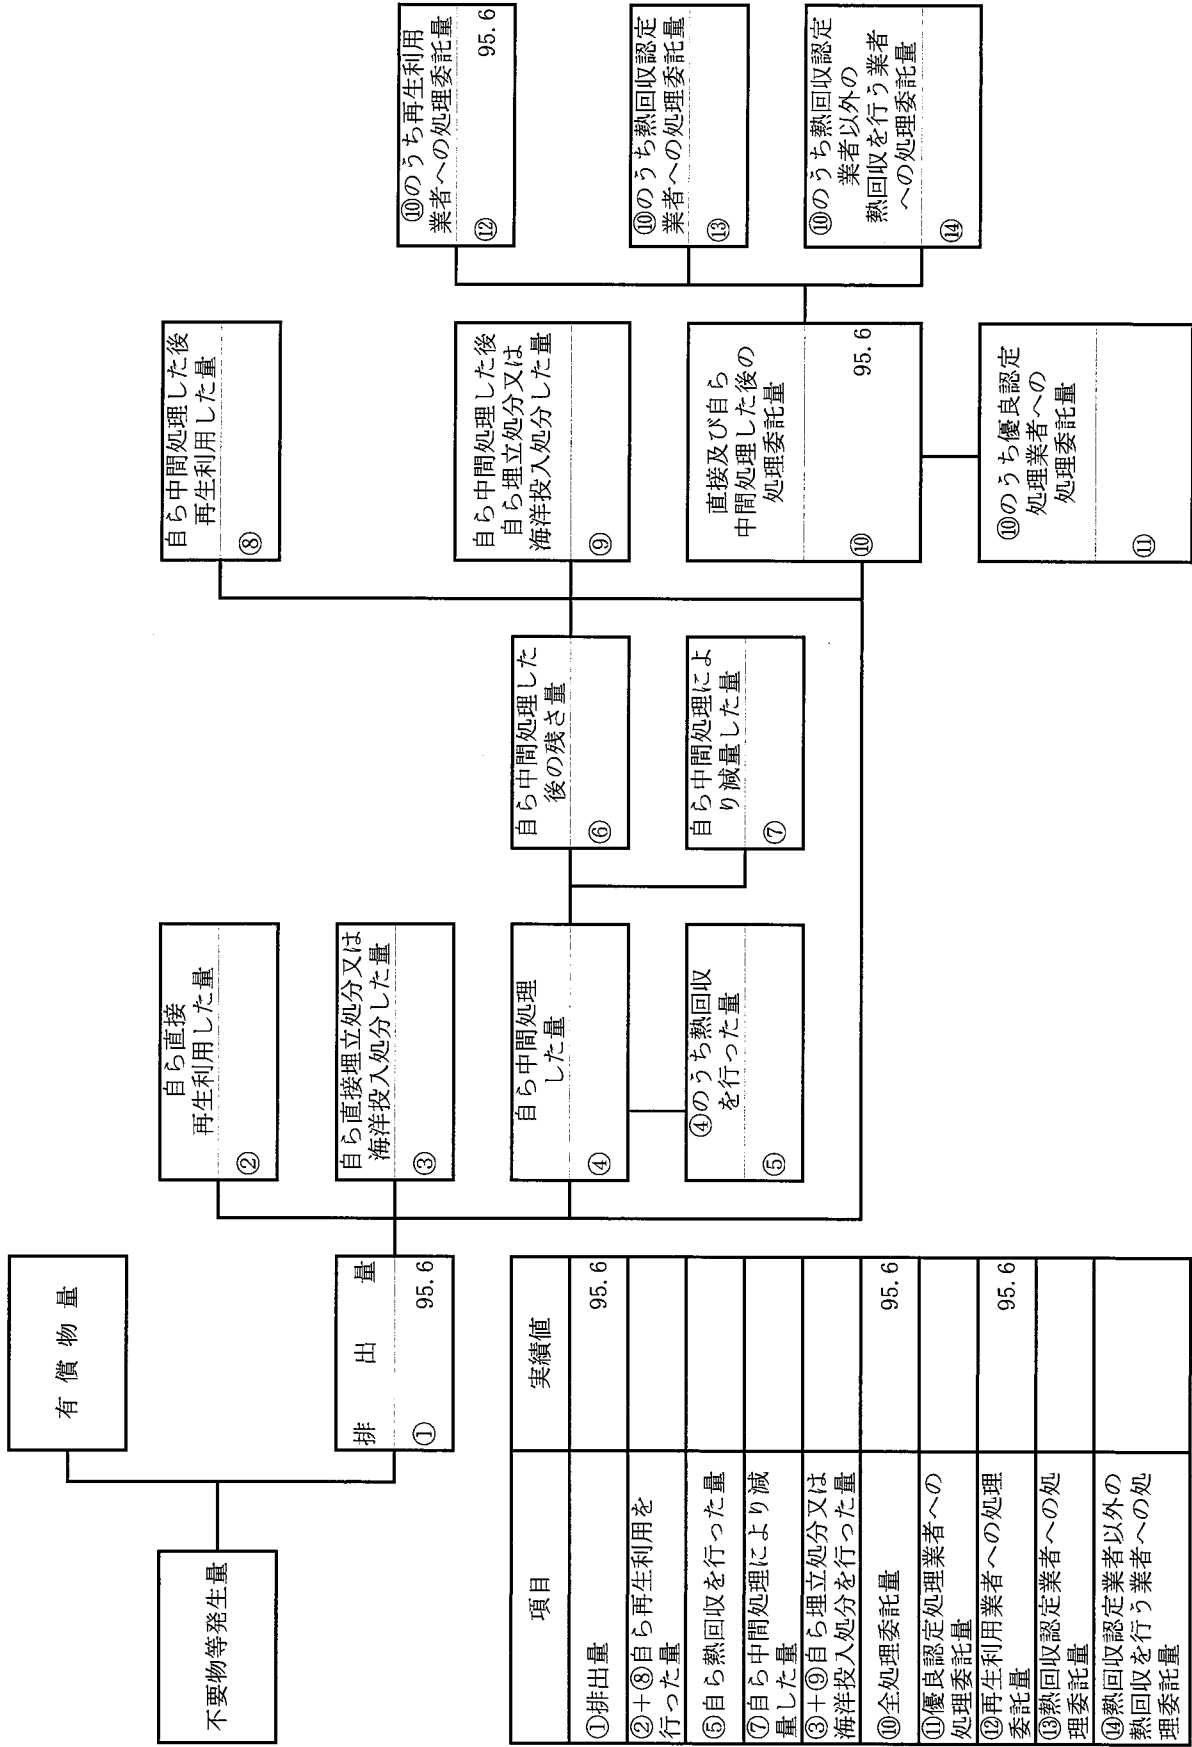 不要物等発生量
有償物量
排出量
①
95.6
自ら直接
再生利用した量
②
自ら直接埋立処分又は
海洋投入処分した量
③
自ら中間処理
した量
④
④のうち熱回収
を行った量
⑤
自ら中間処理した
後の残さ量
⑥
自ら中間処理によ
り減量した量
⑦
自ら中間処理した後
再生利用した量
⑧
自ら中間処理した後
自ら埋立処分又は
海洋投入処分した量
⑨
直接及び自ら
中間処理した後の
処理委託量
⑩
95.6
⑩のうち優良認定
処理業者への
処理委託量
⑪
⑩のうち再生利用
業者への処理委託量
⑫
95.6
⑩のうち熱回収認定
業者への処理委託量
⑬
⑩のうち熱回収認定
業者以外の
熱回収を行う業者
への処理委託量
⑭
項目 実績値
①排出量 95.6
②+⑧自ら再生利用を
行った量
⑤自ら熱回収を行った量
⑦自ら中間処理により減
量した量
③+⑨自ら埋立処分又は
海洋投入処分を行った量
⑩全処理委託量 95.6
⑪優良認定処理業者への
処理委託量
⑫再生利用業者への処理
委託量 95.6
⑬熱回収認定業者への処
理委託量
⑭熱回収認定業者以外の
熱回収を行う業者への処
理委託量